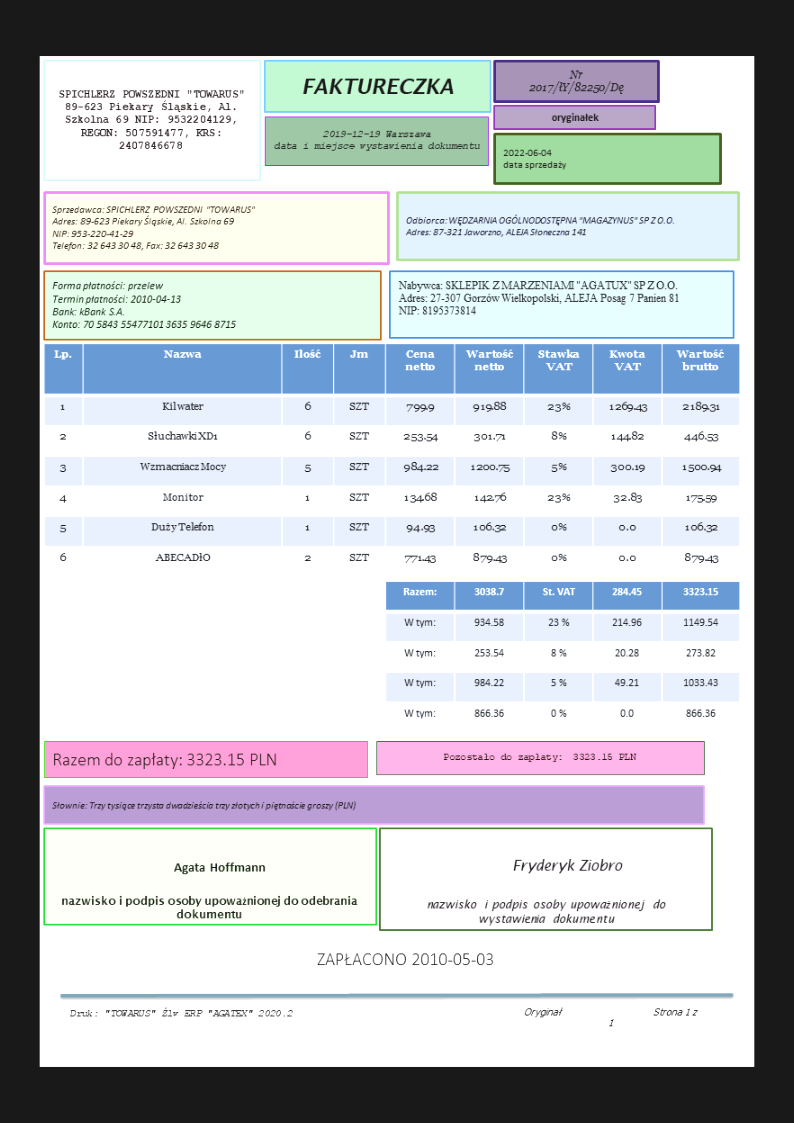 SPICHLERZ POWSZEDNI "TOWARUS"
89-623 Piekary Śląskie, Al.
Szkolna 69 NIP: 9532204129,
REGON: 507591477, KRS:
2407846678
FAKTURECZKA
2019-12-19 Warszawa
data i miejsce wystawienia dokumentu
Nr
2017/łY/82250/Dę
oryginałek
2022-06-04
data sprzedaży
Sprzedawca: SPICHLERZ POWSZEDNI "TOWARUS"
Adres: 89-623 Piekary Śląskie, Al. Szkolna 69
NIP: 953-220-41-29
Telefon: 32 643 30 48, Fax: 32 643 30 48
Odbiorca: WĘDZARNIA OGÓLNODOSTĘPNA "MAGAZYNUS" SP Z O.O.
Adres: 87-321 Jaworzno, ALEJA Słoneczna 141
Forma płatności: przelew
Termin płatności: 2010-04-13
Bank: kBank S.A.
Konto: 70 5843 55477101 3635 9646 8715
Nabywca: SKLEPIK Z MARZENIAMI "AGATUX" SP Z O.O.
Adres: 27-307 Gorzów Wielkopolski, ALEJA Posag 7 Panien 81
NIP: 8195373814
Lp. Nazwa Ilość Jm Cena netto Wartość netto Stawka VAT Kwota VAT Wartość brutto
1 Kilwater 6 SZT 799.9 919.88 23% 1269.43 2189.31
2 Słuchawki XD1 6 SZT 253.54 301.71 8% 144.82 446.53
3 Wzmacniacz Mocy 5 SZT 984.22 1200.75 5% 300.19 1500.94
4 Monitor 1 SZT 134.68 142.76 23% 32.83 175.59
5 Duży Telefon 1 SZT 94.93 106.32 0% 0.0 106.32
6 ABECADłO 2 SZT 771.43 879.43 0% 0.0 879.43
Razem: 3038.7 St. VAT 284.45 3323.15
W tym: 934.58 23 % 214.96 1149.54
W tym: 253.54 8 % 20.28 273.82
W tym: 984.22 5 % 49.21 1033.43
W tym: 866.36 0 % 0.0 866.36
Razem do zapłaty: 3323.15 PLN
Pozostało do zapłaty: 3323.15 PLN
Słownie: Trzy tysiące trzysta dwadzieścia trzy złotych i piętnaście groszy (PLN)
Agata Hoffmann
nazwisko i podpis osoby upoważnionej do odebrania
dokumentu
Fryderyk Ziobro
nazwisko i podpis osoby upoważnionej do
wystawienia dokumentu
ZAPŁACONO 2010-05-03
Druk: "TOWARUS" Żlv ERP "AGATEX" 2020.2
Oryginał
Strona 1 z
1